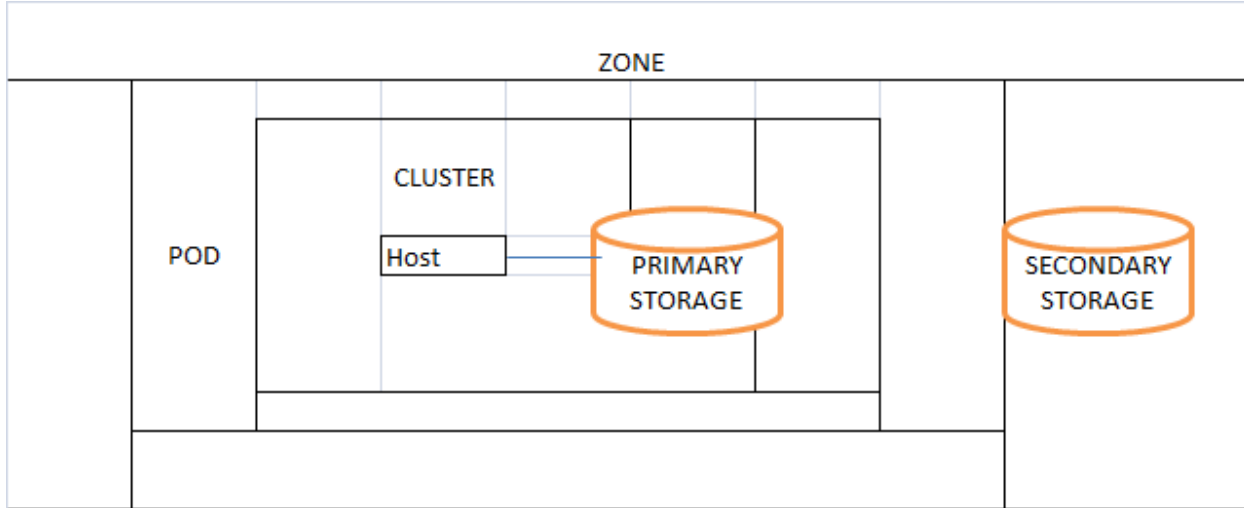 ZONE
CLUSTER
POD
Host
PRIMARY
STORAGE
SECONDARY
STORAGE